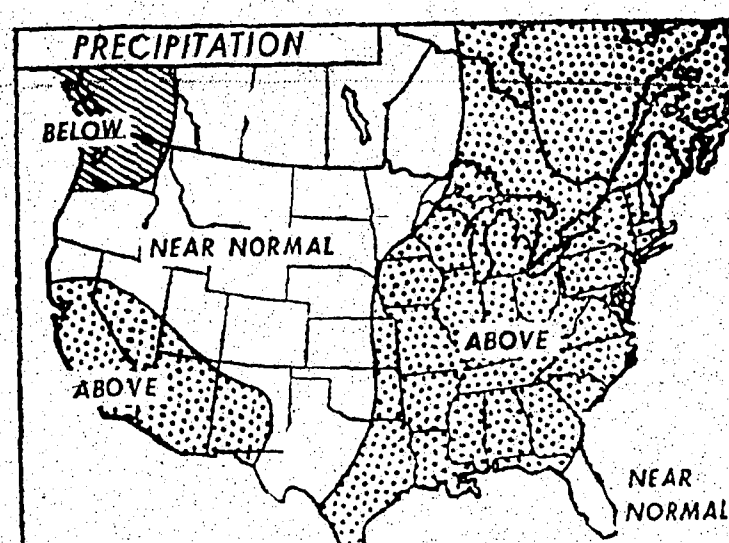 PRECIPITATION
BELOW
NEAR NORMAL
ABOVE
ABOVE
NEAR
NORMAL